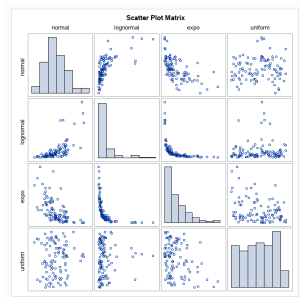 Scatter Plot Matrix
normal lognormal expo uniform
normal
lognormal
expo
uniform